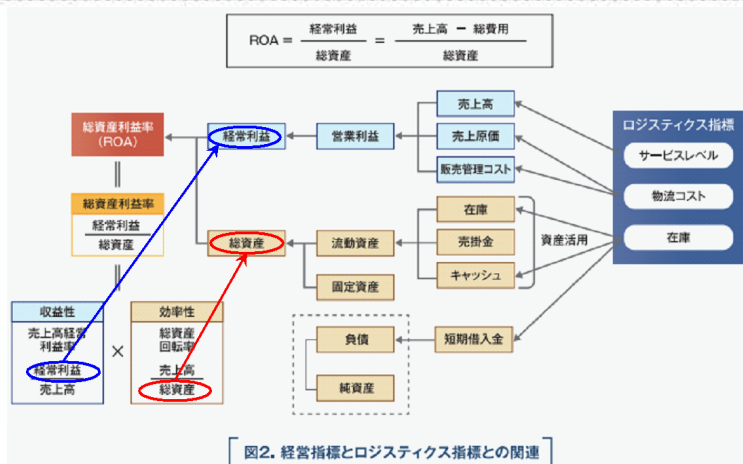 ROA = 経常利益 / 総資産 = 売上高 − 総費用 / 総資産
総資産利益率
(ROA)
経常利益
営業利益
売上高
売上原価
販売管理コスト
ロジスティクス指標
サービスレベル
物流コスト
在庫
総資産利益率
経常利益
総資産
総資産
流動資産
固定資産
在庫
売掛金
キャッシュ
資産活用
収益性
売上高経常
利益率
経常利益
売上高
×
効率性
総資産
回転率
売上高
総資産
負債
純資産
短期借入金
図2. 経営指標とロジスティクス指標との関連